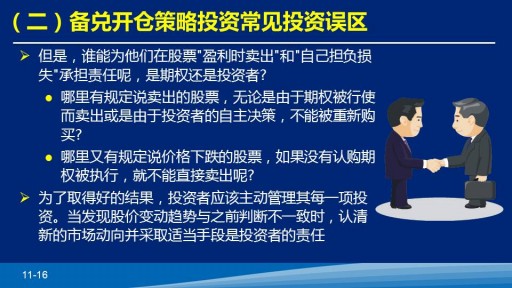 （二）备兑开仓策略投资常见投资误区
但是，谁能为他们在股票"盈利时卖出"和"自己担负损
失"承担责任呢，是期权还是投资者?
哪里有规定说卖出的股票，无论是由于期权被行使
而卖出或是由于投资者的自主决策，不能被重新购
买?
哪里又有规定说价格下跌的股票，如果没有认购期
权被执行，就不能直接卖出呢?
为了取得好的结果，投资者应该主动管理其每一项投
资。当发现股价变动趋势与之前判断不一致时，认清
新的市场动向并采取适当手段是投资者的责任
11-16